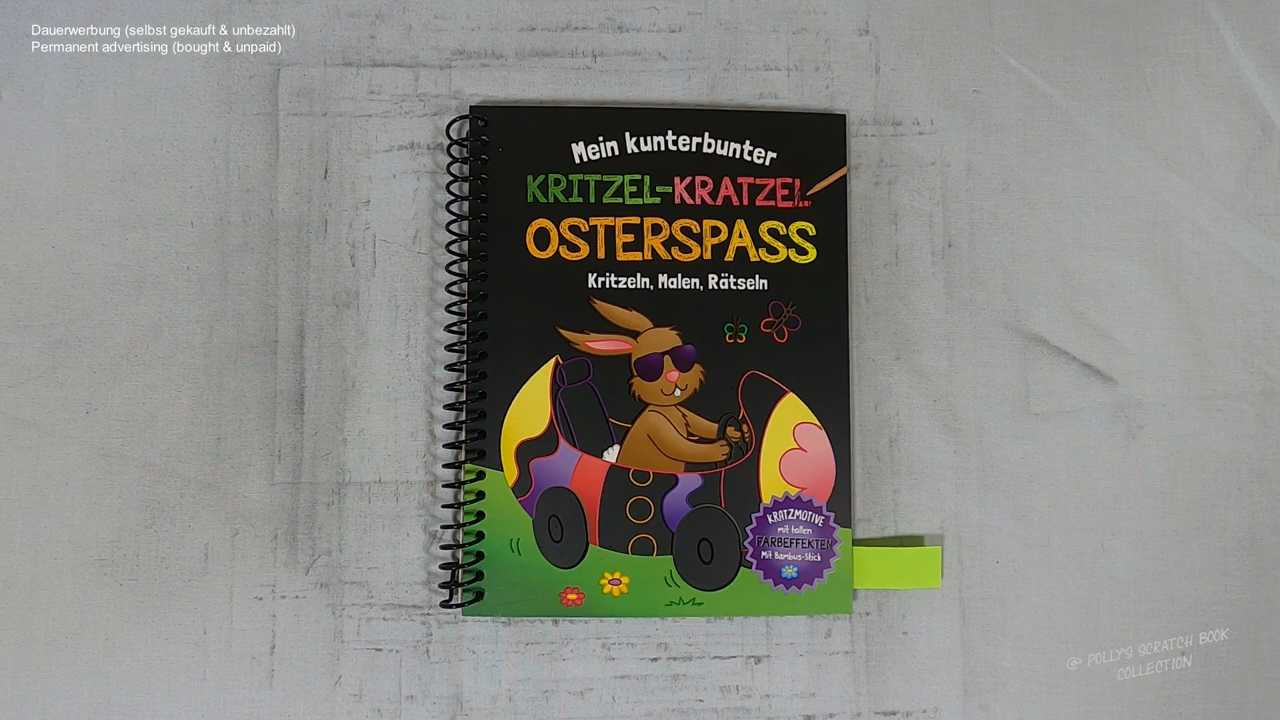 Dauerwerbung (selbst gekauft & unbezahlt)
Permanent advertising (bought & unpaid)
Mein kunterbunter
KRITZEL-KRATZEL
OSTERSPASS
Kritzeln, Malen, Rätseln
KRATZMOTIVE
mit tollen
FARBEFFEKTEN
Mit Bambus-Stick
@ POLLY'S SCRATCH BOOK
COLLECTION